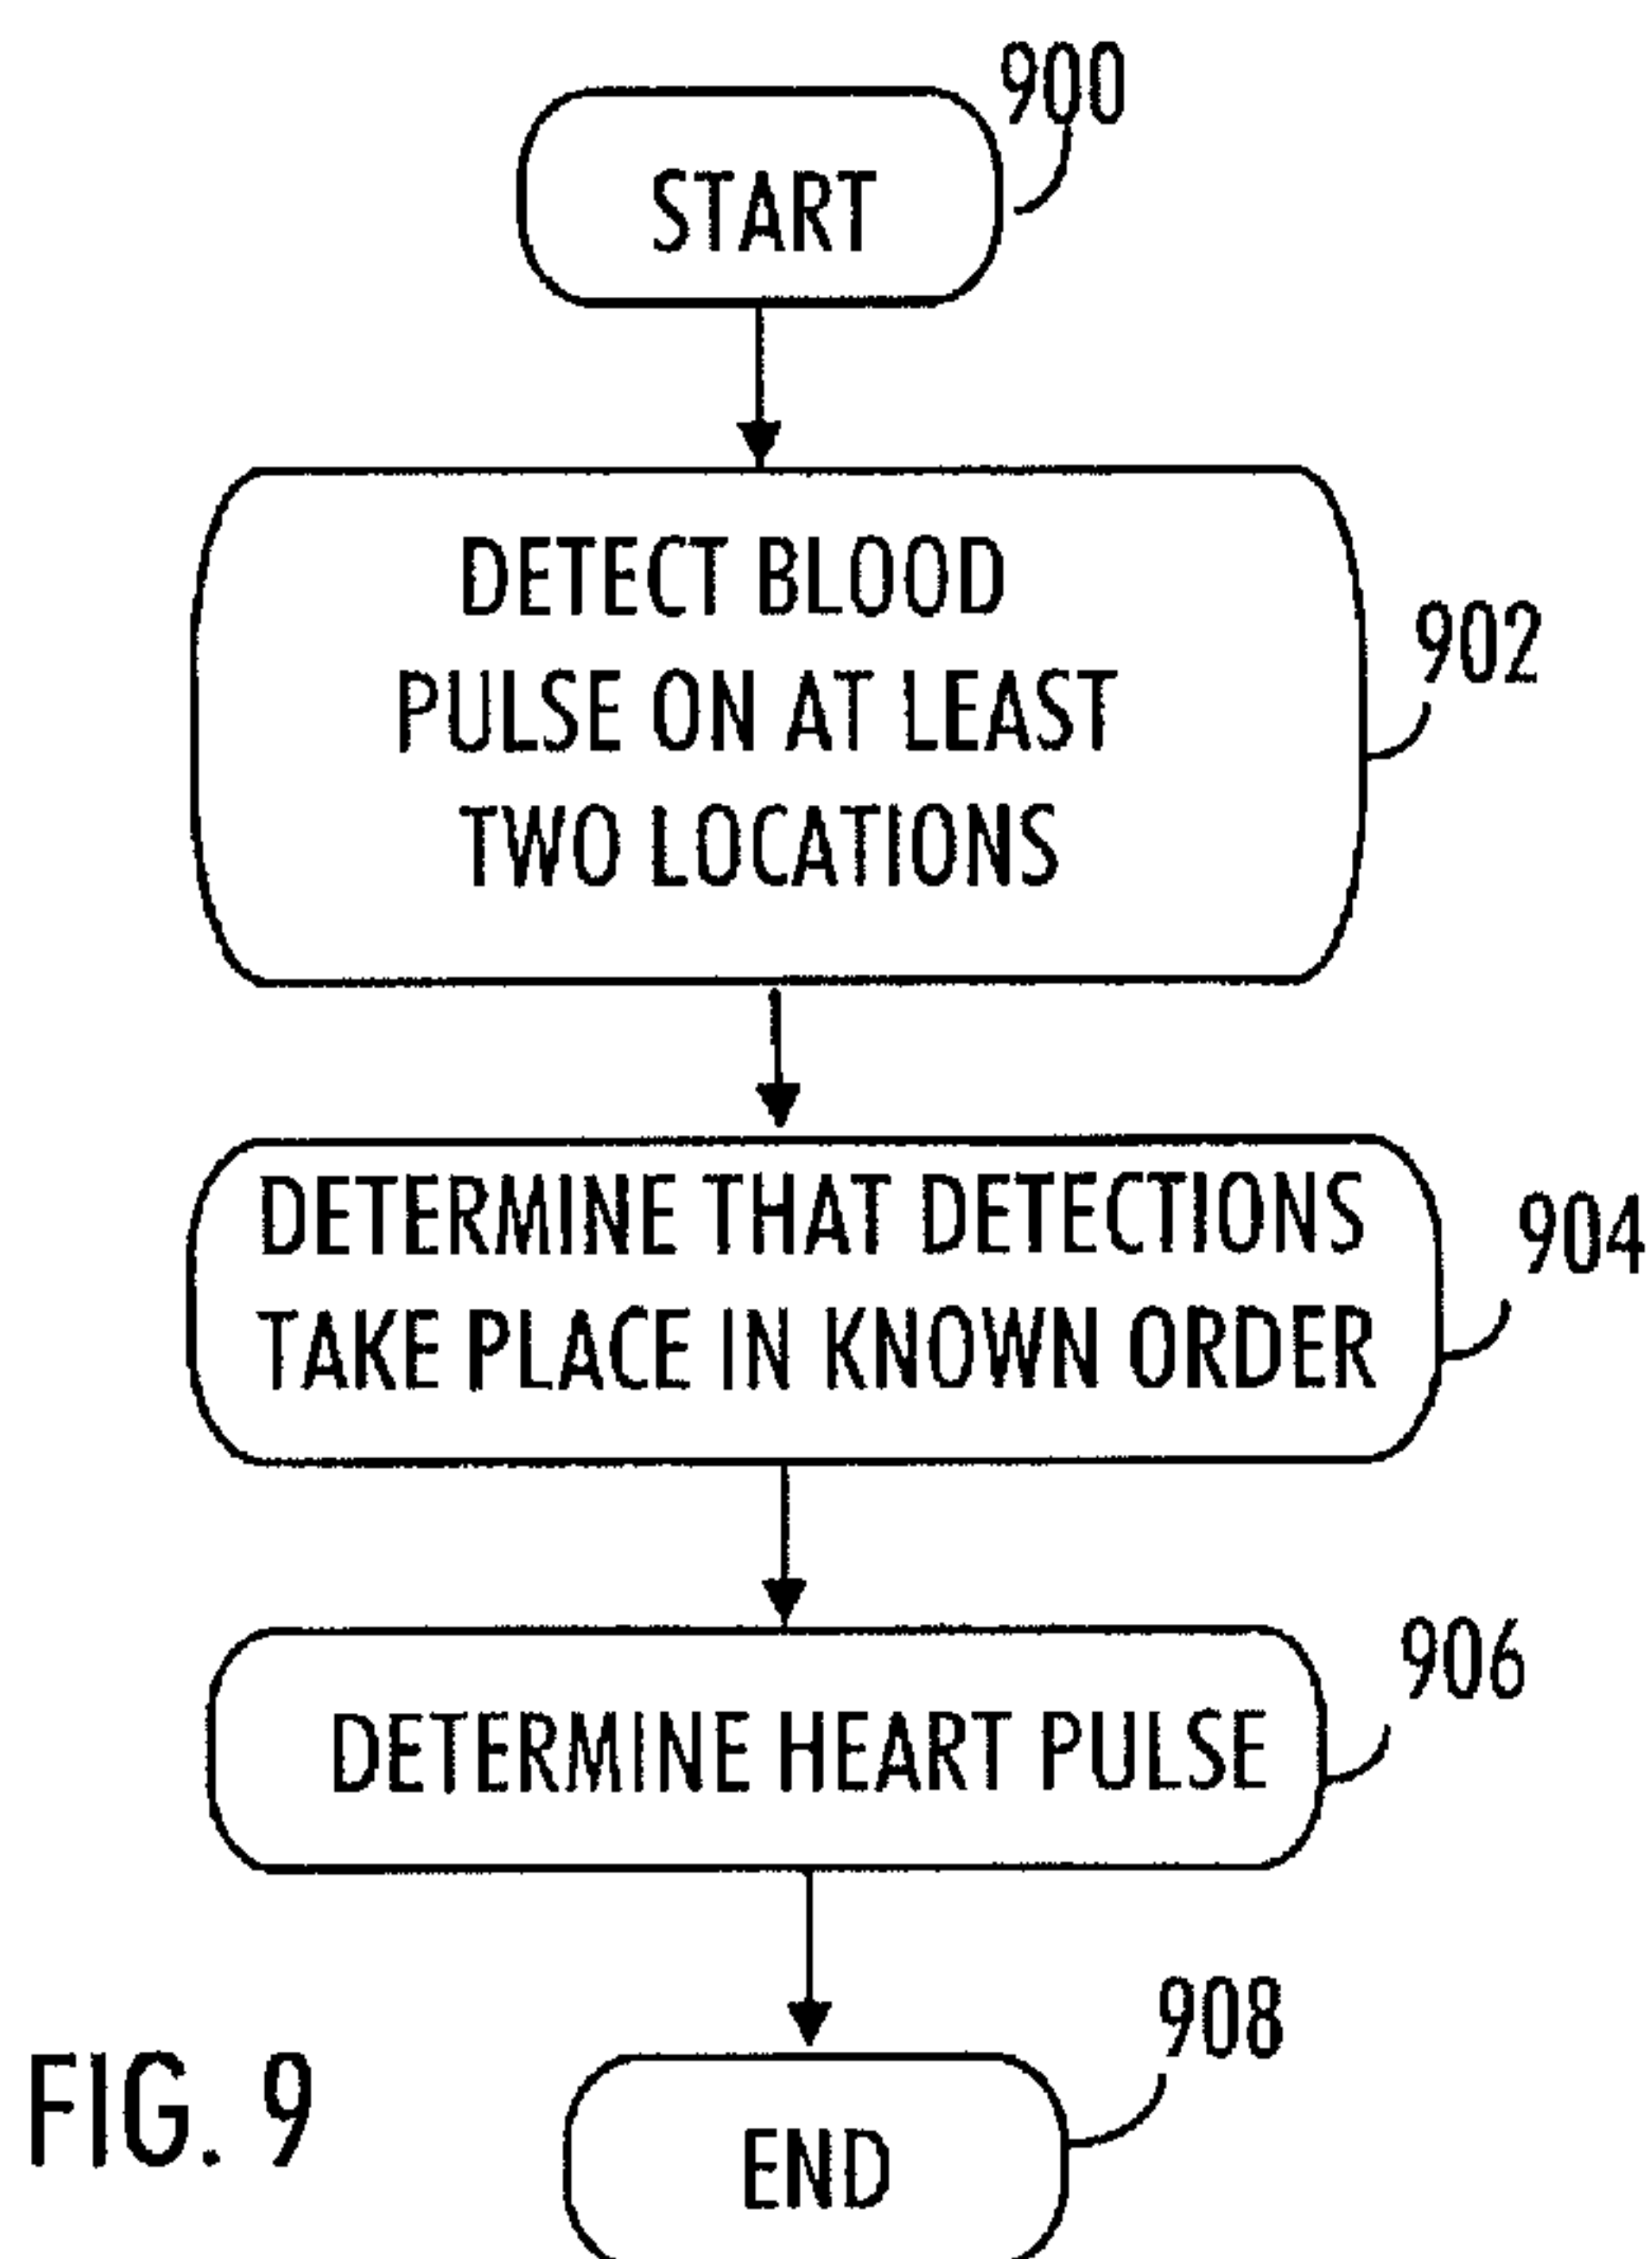 900
START
DETECT BLOOD
PULSE ON AT LEAST
TWO LOCATIONS
902
DETERMINE THAT DETECTIONS
TAKE PLACE IN KNOWN ORDER
904
DETERMINE HEART PULSE
906
END
908
FIG. 9